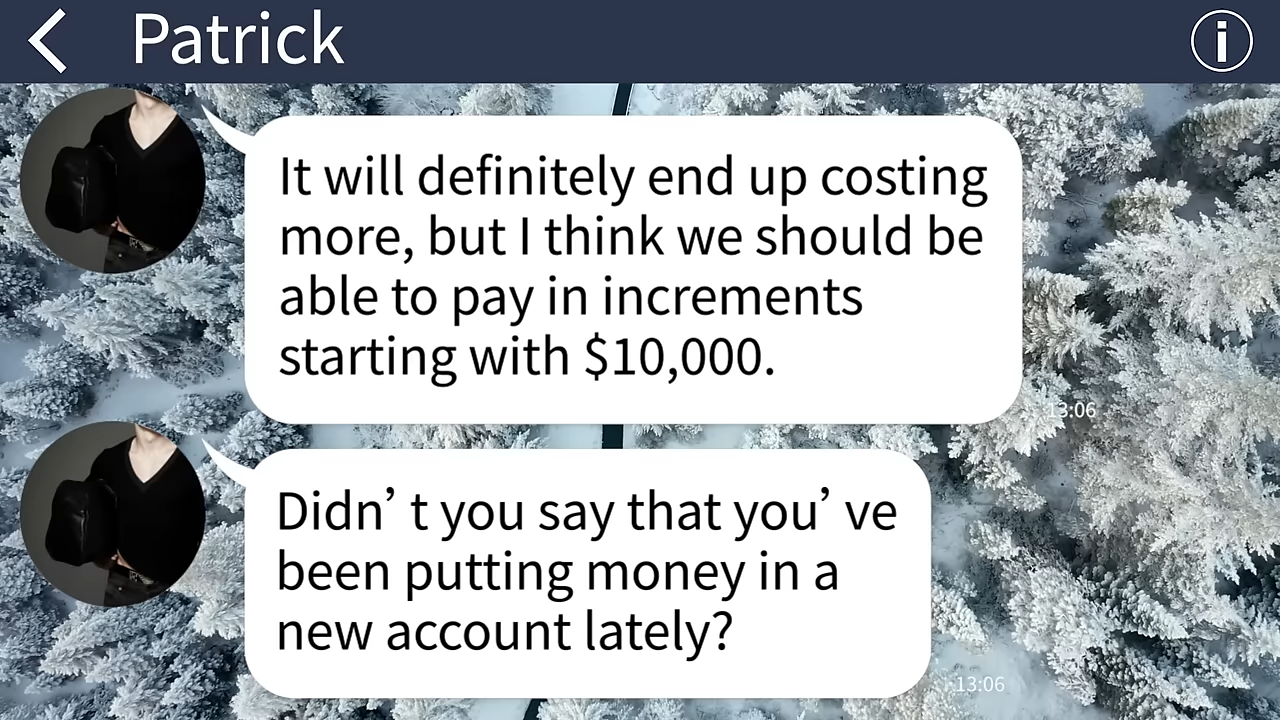 Patrick
It will definitely end up costing
more, but I think we should be
able to pay in increments
starting with $10,000.
13:06
Didn’ t you say that you’ ve
been putting money in a
new account lately?
13:06